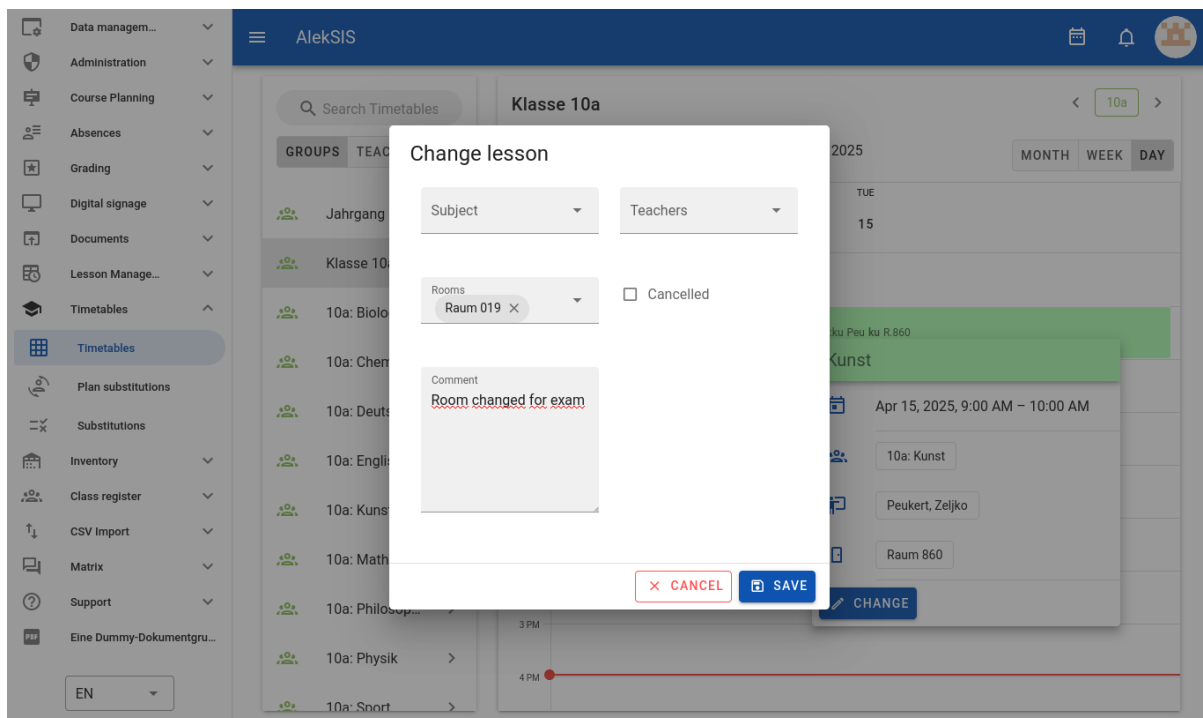 Data managem...
Administration
Course Planning
Absences
Grading
Digital signage
Documents
Lesson Manage...
Timetables
Timetables
Plan substitutions
Substitutions
Inventory
Class register
CSV Import
Matrix
Support
PDF Eine Dummy-Dokumentgru...
EN
AlekSIS
Search Timetables
GROUPS TEAC
Jahrgang
Klasse 10a
10a: Biolo
10a: Chem
10a: Deuts
10a: Englis
10a: Kuns
10a: Math
10a: Philosop...
10a: Physik
10a: Sport
Klasse 10a
10a
2025
MONTH WEEK DAY
TUE
15
ku Peu ku R.860
3 PM
4 PM
Kunst
Apr 15, 2025, 9:00 AM – 10:00 AM
10a: Kunst
Peukert, Zeljko
Raum 860
CHANGE
Change lesson
Subject
Teachers
Rooms
Raum 019
Cancelled
Comment
Room changed for exam
CANCEL
SAVE